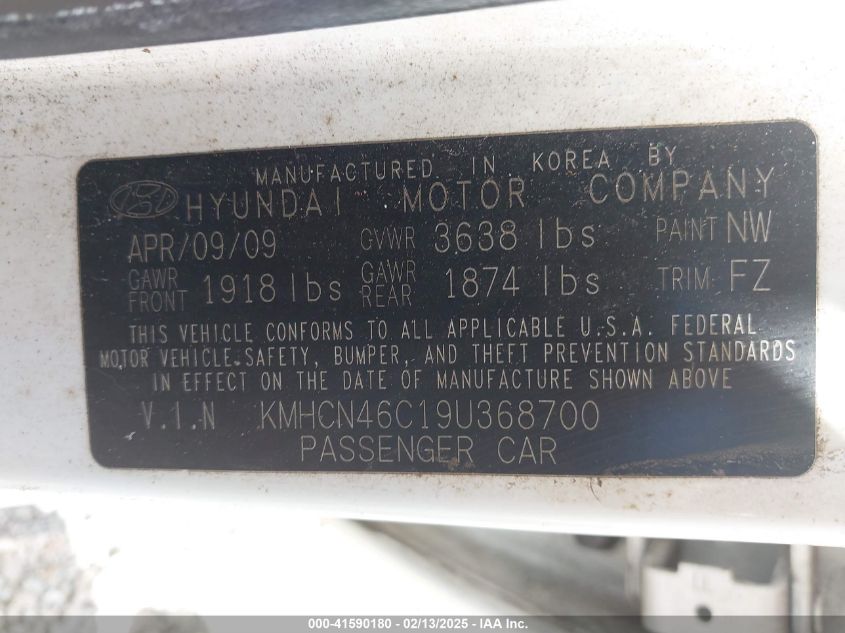 MANUFACTURED IN KOREA BY
HYUNDAI MOTOR COMPANY
APR/09/09 GVWR 3638 lbs PAINT NW
GAWR FRONT 1918 lbs GAWR REAR 1874 lbs TRIM FZ
THIS VEHICLE CONFORMS TO ALL APPLICABLE U.S.A. FEDERAL
MOTOR VEHICLE SAFETY, BUMPER, AND THEFT PREVENTION STANDARDS
IN EFFECT ON THE DATE OF MANUFACTURE SHOWN ABOVE
V.I.N KMHCN46C19U368700
PASSENGER CAR
000-41590180 - 02/13/2025 - IAA Inc.